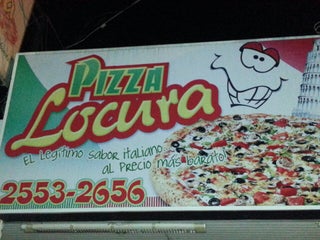 PIZZA
Locura
EL Legítimo sabor italiano
al Precio más barato!
2553-2656